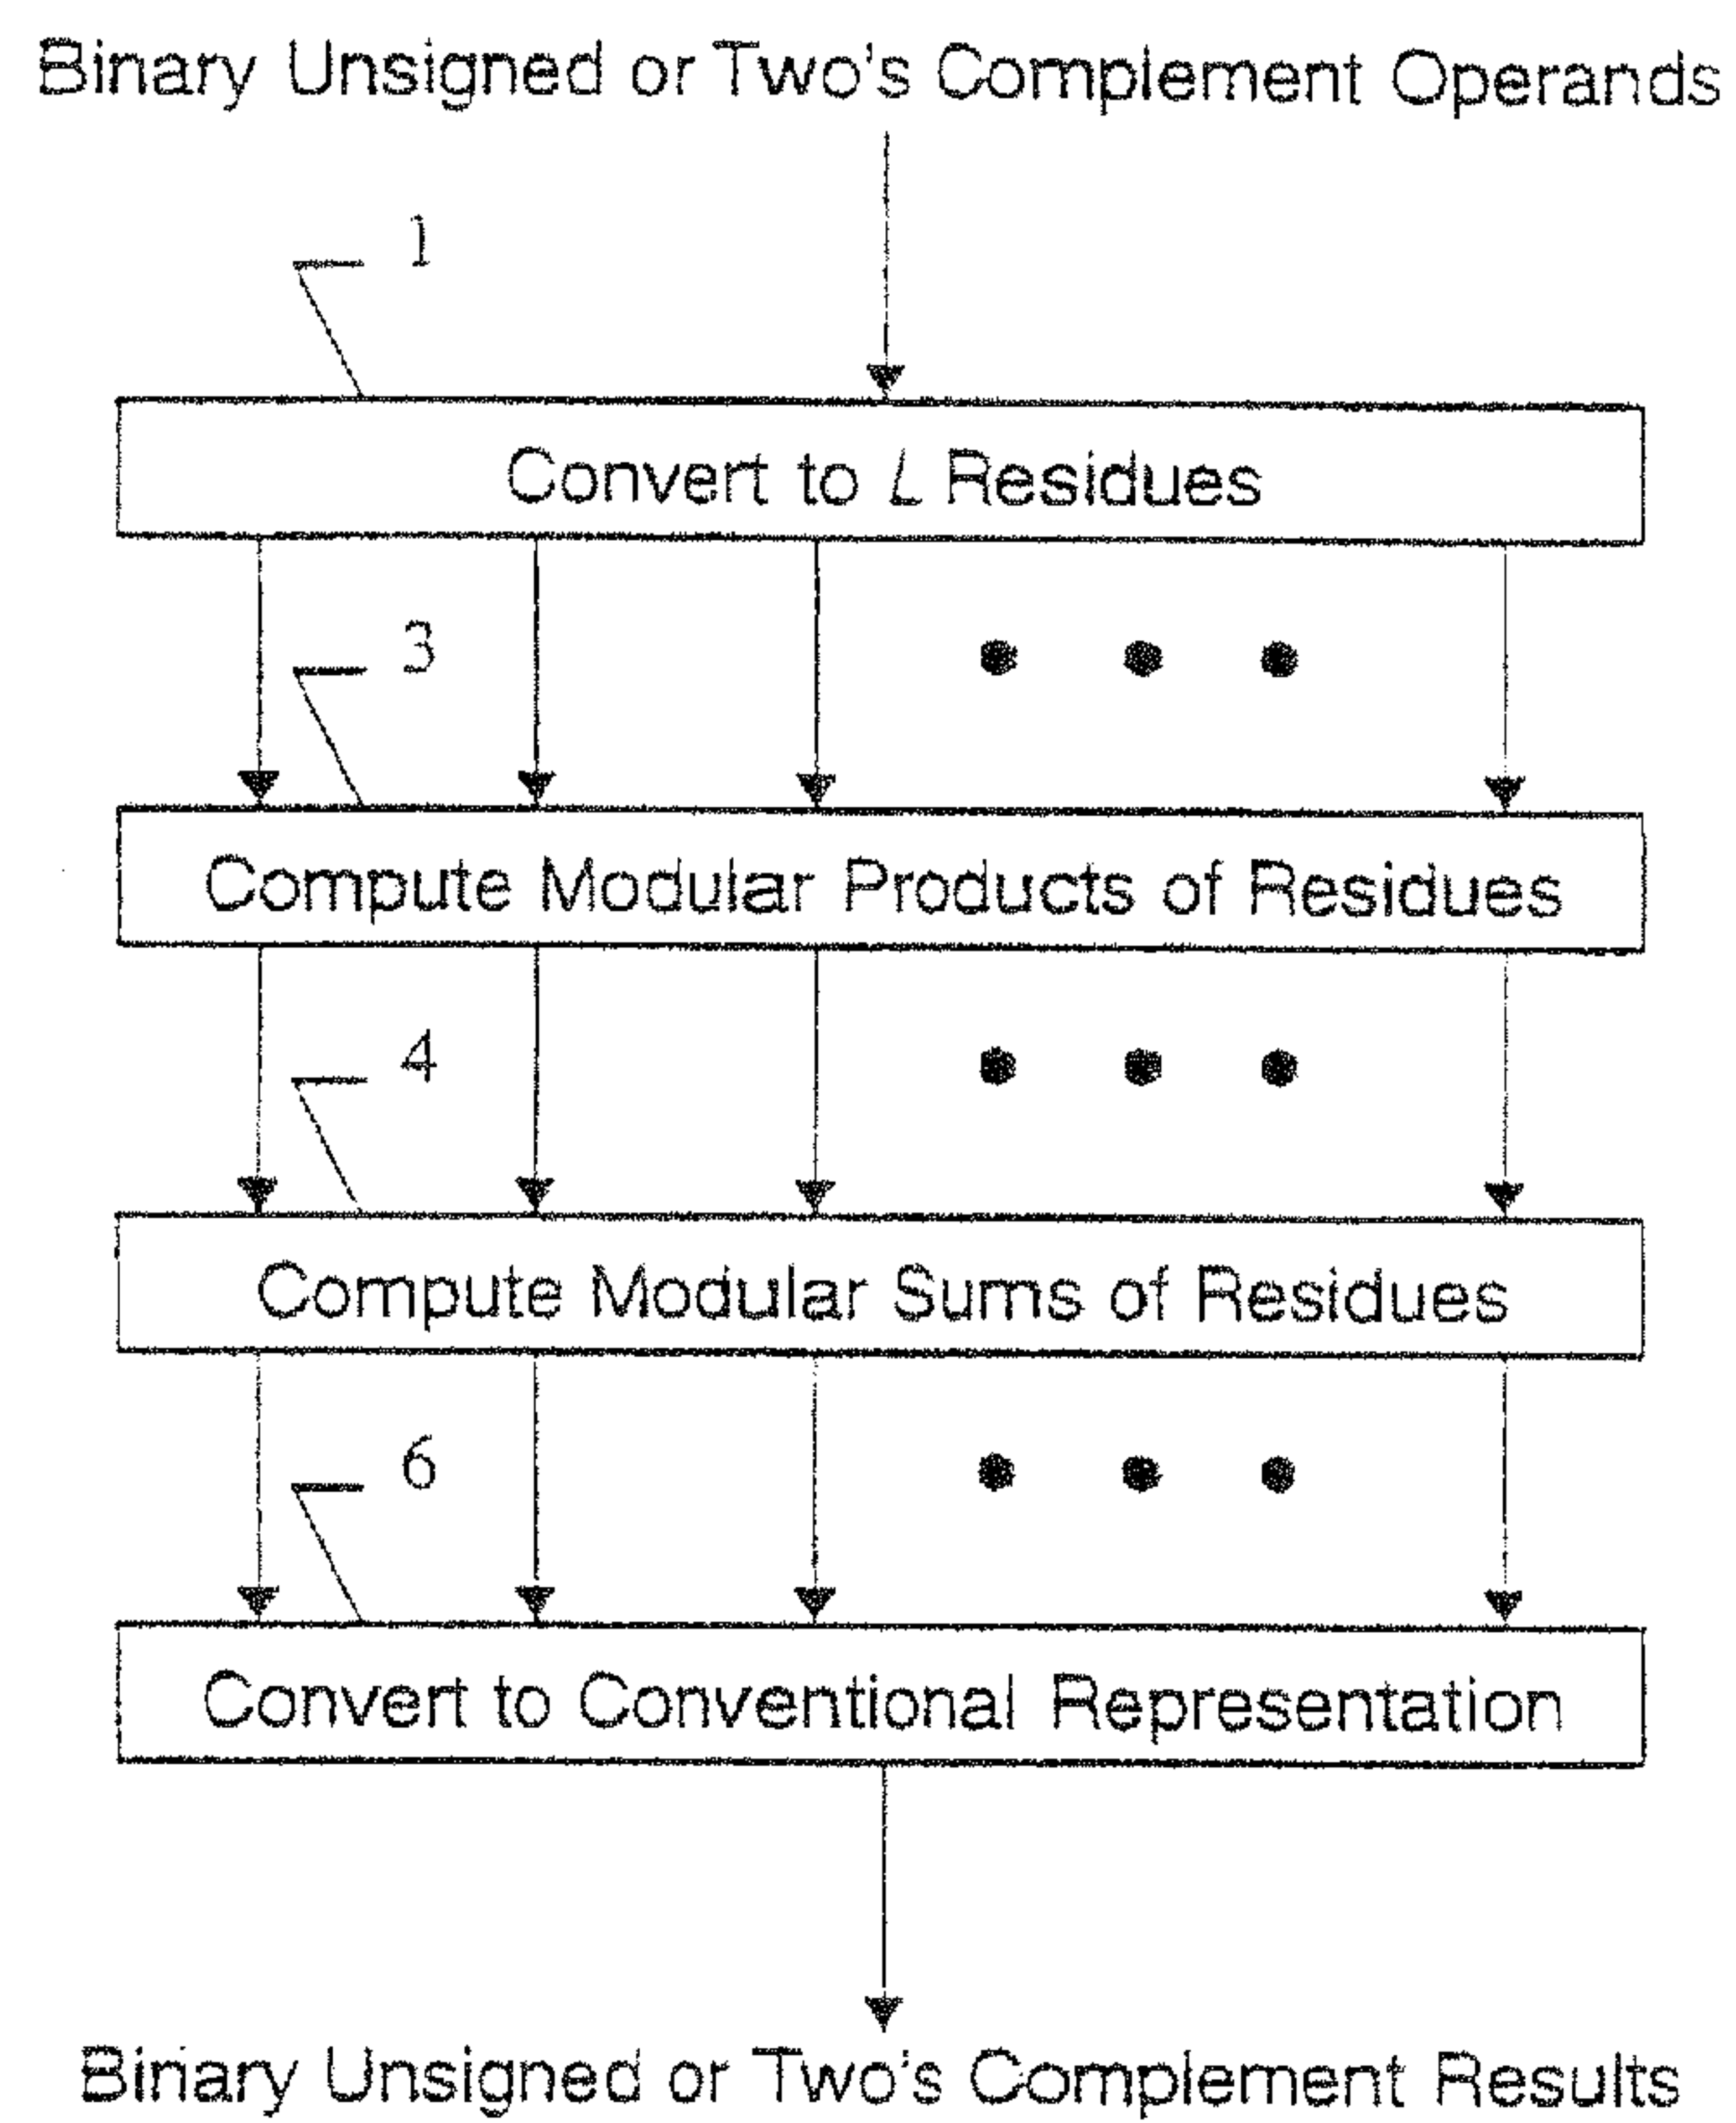 Binary Unsigned or Two's Complement Operands
1
Convert to L Residues
3
Compute Modular Products of Residues
4
Compute Modular Sums of Residues
6
Convert to Conventional Representation
Binary Unsigned or Two's Complement Results